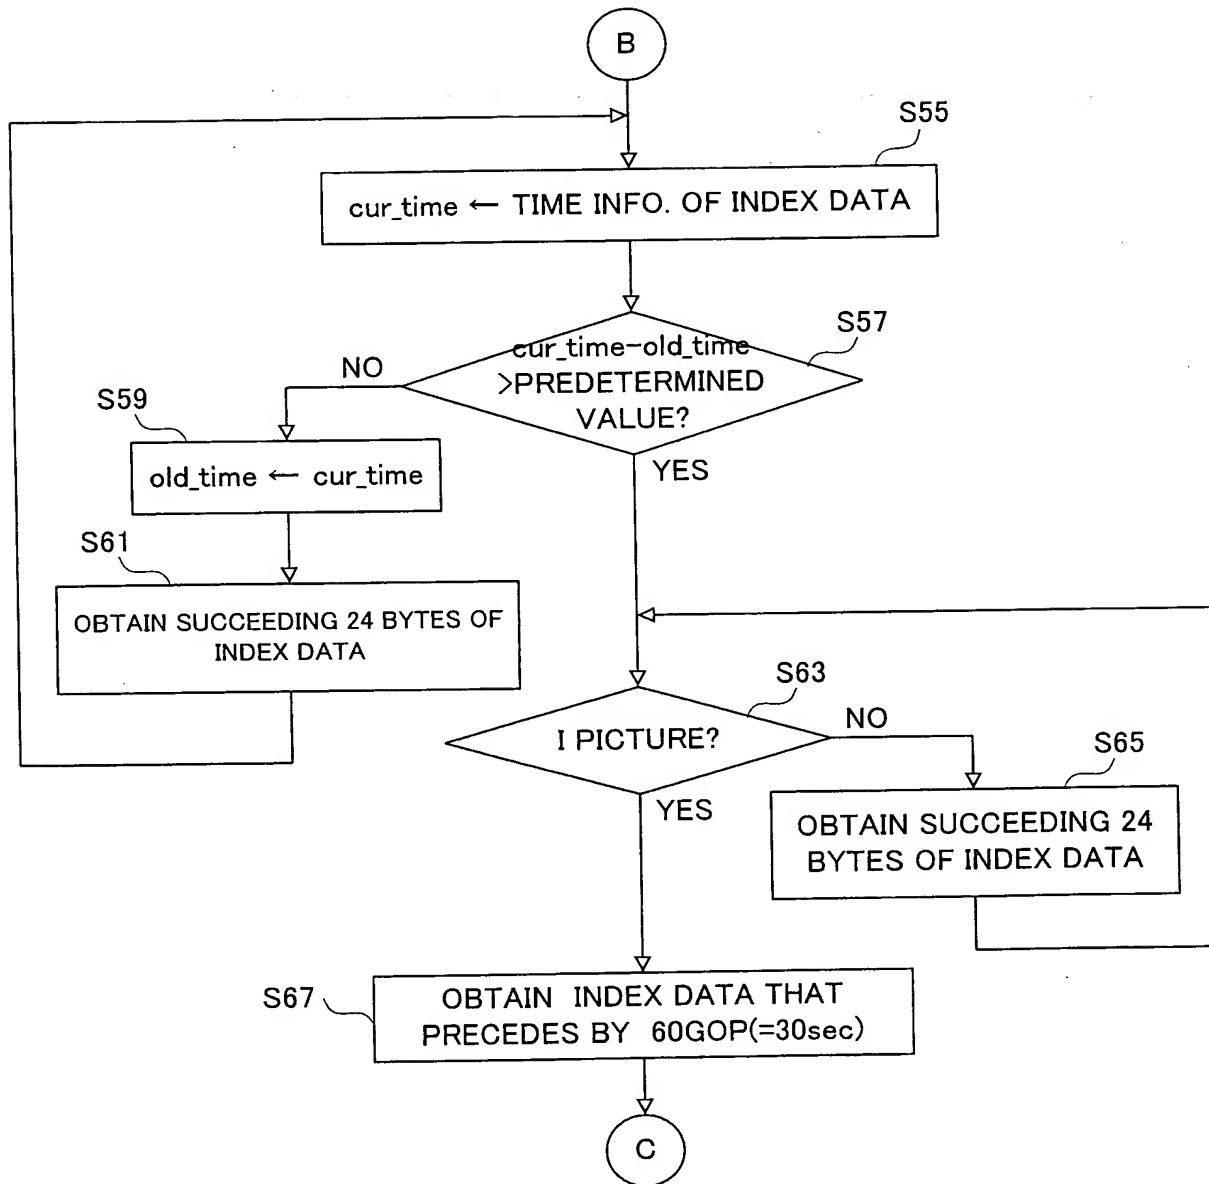 B
S55
cur_time ← TIME INFO. OF INDEX DATA
S57
cur_time-old_time
>PREDETERMINED
VALUE?
NO
YES
S59
old_time ← cur_time
S61
OBTAIN SUCCEEDING 24 BYTES OF
INDEX DATA
S63
I PICTURE?
NO
YES
S65
OBTAIN SUCCEEDING 24
BYTES OF INDEX DATA
S67
OBTAIN INDEX DATA THAT
PRECEDES BY 60GOP(=30sec)
C